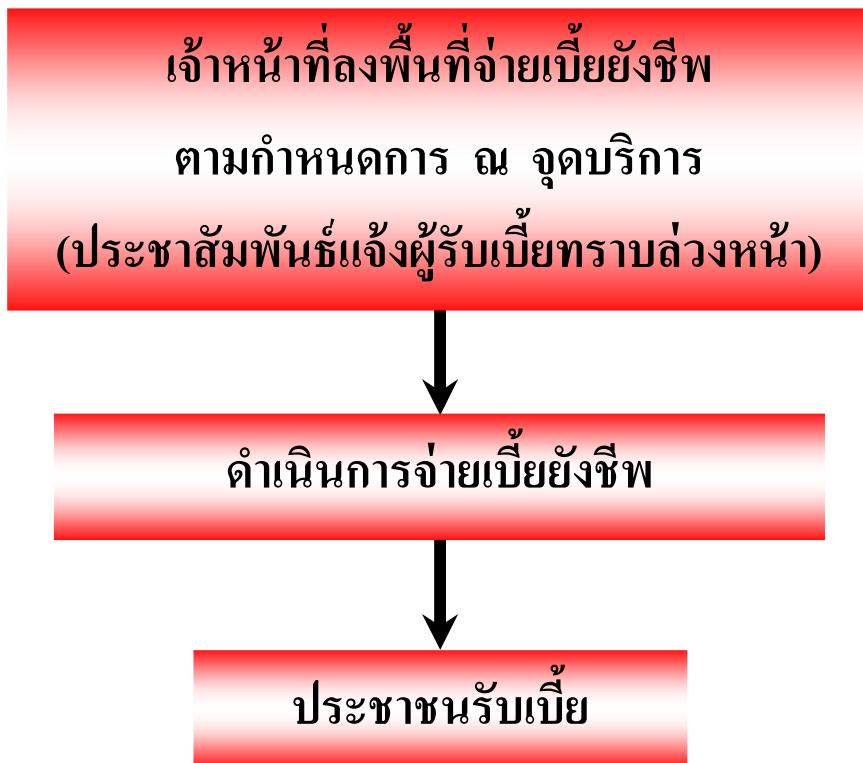 เจ้าหน้าที่ลงพื้นที่จ่ายเบี้ยยังชีพ
ตามกำหนดการ ณ จุดบริการ
(ประชาสัมพันธ์แจ้งผู้รับเบี้ยทราบล่วงหน้า)
ดำเนินการจ่ายเบี้ยยังชีพ
ประชาชนรับเบี้ย